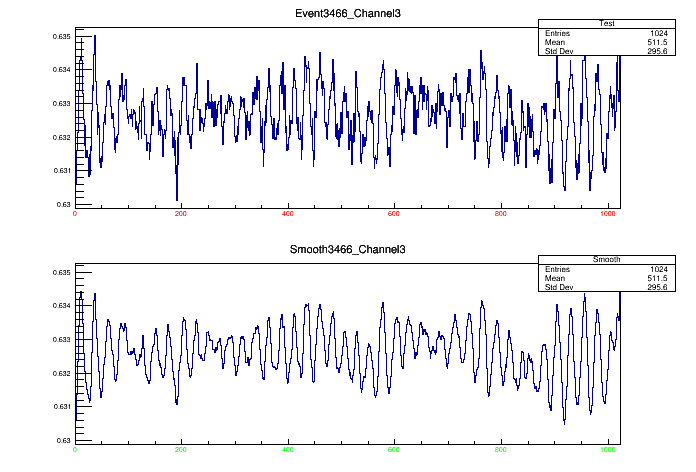 Event3466_Channel3
Test
Entries 1024
Mean 511.5
Std Dev 295.6
0.635
0.634
0.633
0.632
0.631
0.63
0 200 400 600 800 1000
Smooth3466_Channel3
Smooth
Entries 1024
Mean 511.5
Std Dev 295.6
0.635
0.634
0.633
0.632
0.631
0.63
0 200 400 600 800 1000